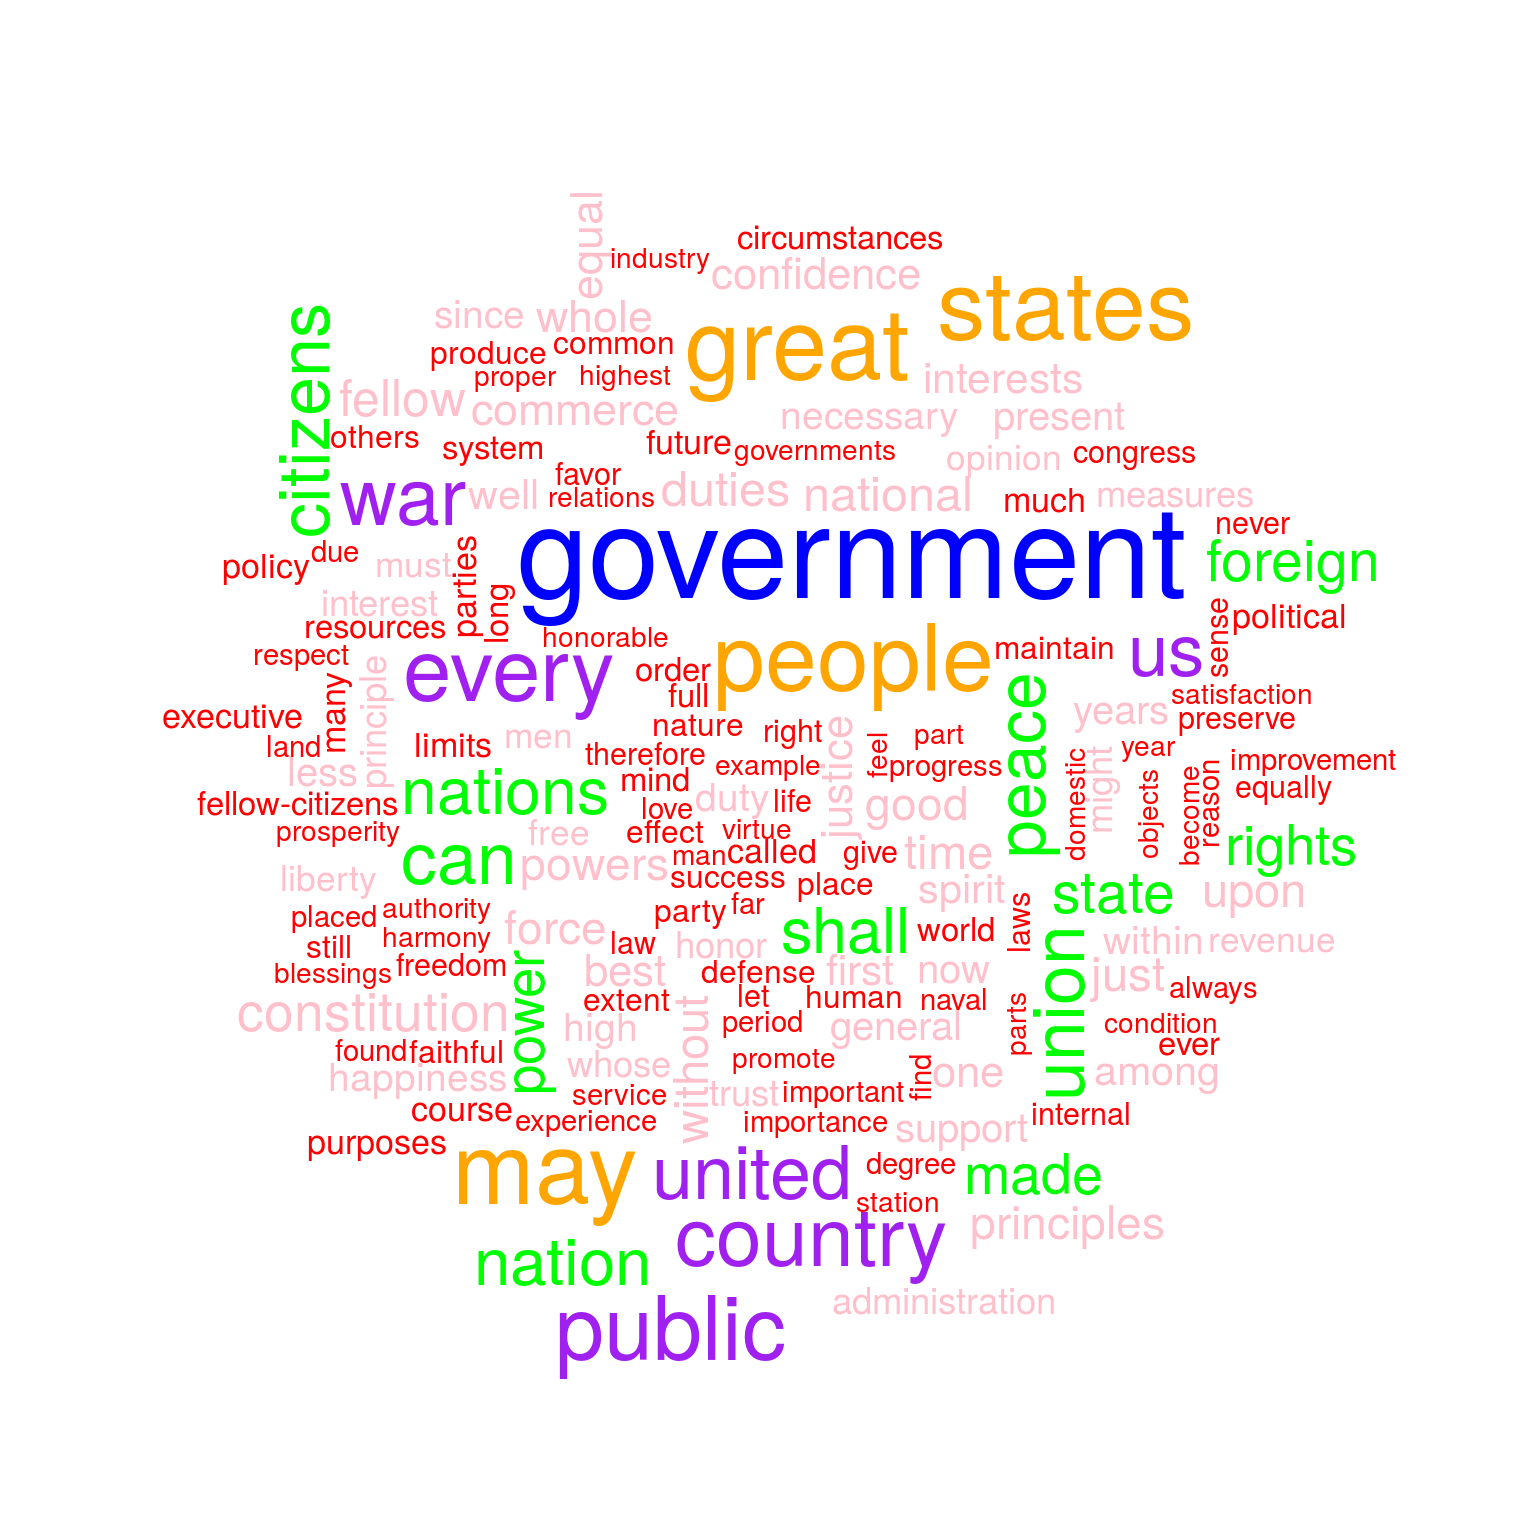 equal
circumstances
industry
confidence
states
since whole
great
citizens
produce common
proper highest
interests
fellow commerce
necessary present
others system
future governments
opinion congress
favor
war well relations duties national much measures
government
never
foreign
policy due must
parties
long
interest
resources
honorable
people
maintain
us
sense
political
respect
every
order
full
many
principle
peace
years
satisfaction
preserve
executive
land
limits men
nature right
justice
feel
part
year
therefore example progress
domestic
might
objects
become
reason
improvement
equally
less
nations
mind
love duty life
good
fellow-citizens
prosperity
free effect virtue
rights
can powers man called give time
liberty
success place
spirit
state upon
placed authority
party far
still harmony
force law honor
shall world
laws
union
within revenue
blessings freedom
power
best defense first now
just always
constitution
extent let human naval
parts
high
without
period general
condition
ever
found faithful
whose promote
find
one among
happiness
service trust important
course experience
importance support internal
purposes
may united degree
made
station
country principles
nation
administration
public